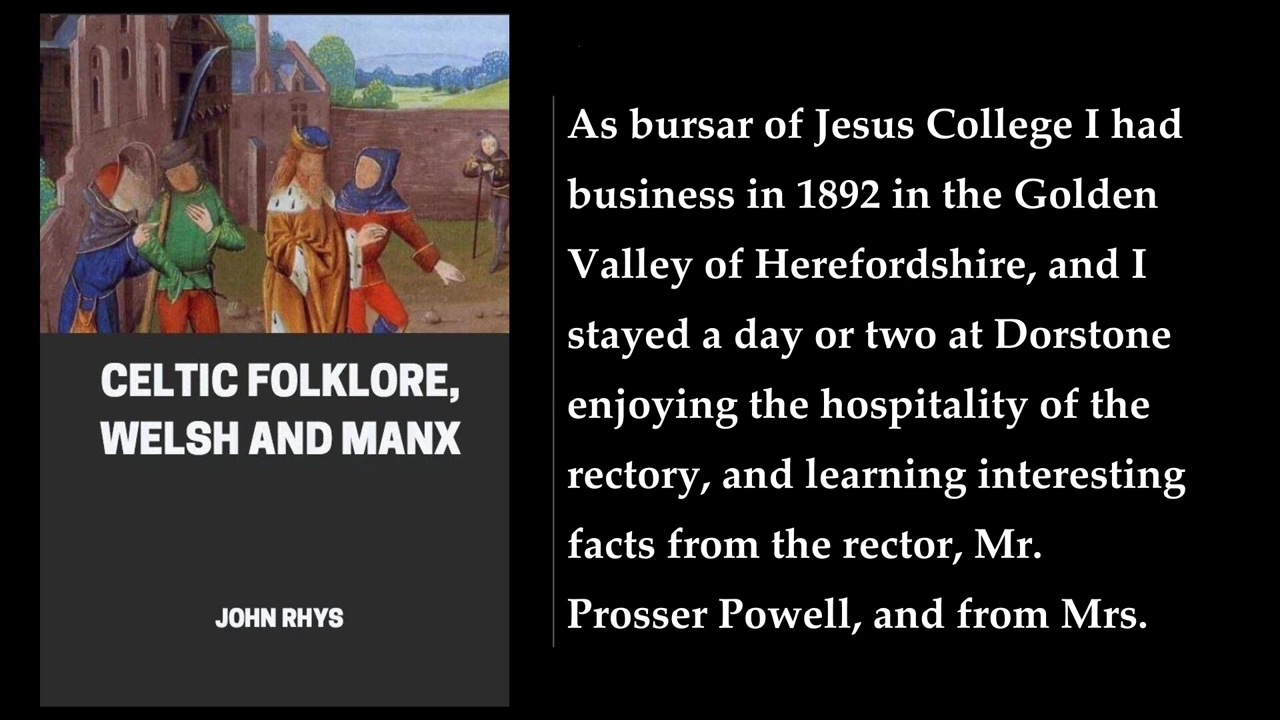 CELTIC FOLKLORE,
WELSH AND MANX
JOHN RHYS
As bursar of Jesus College I had
business in 1892 in the Golden
Valley of Herefordshire, and I
stayed a day or two at Dorstone
enjoying the hospitality of the
rectory, and learning interesting
facts from the rector, Mr.
Prosser Powell, and from Mrs.